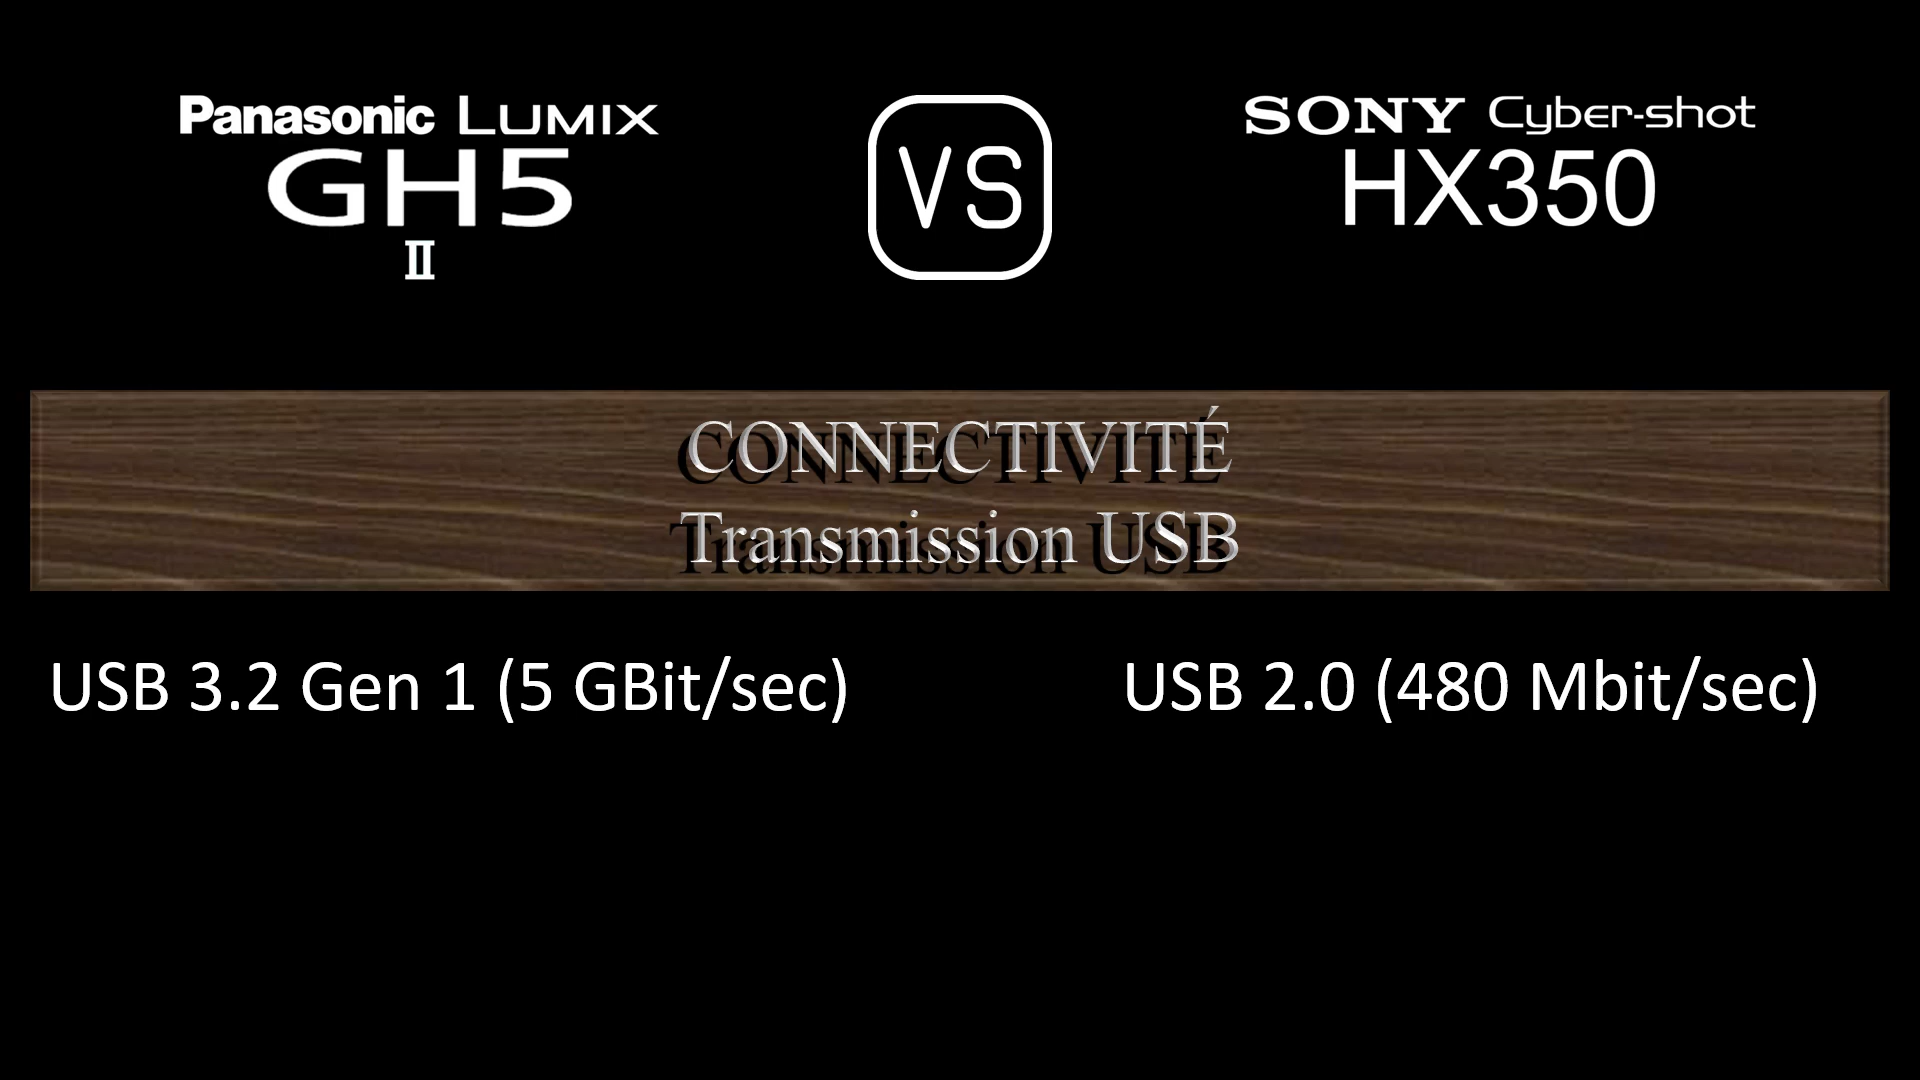 Panasonic LUMIX
GH5
II
VS
SONY Cyber-shot
HX350
CONNECTIVITÉ
Transmission USB
USB 3.2 Gen 1 (5 GBit/sec)
USB 2.0 (480 Mbit/sec)